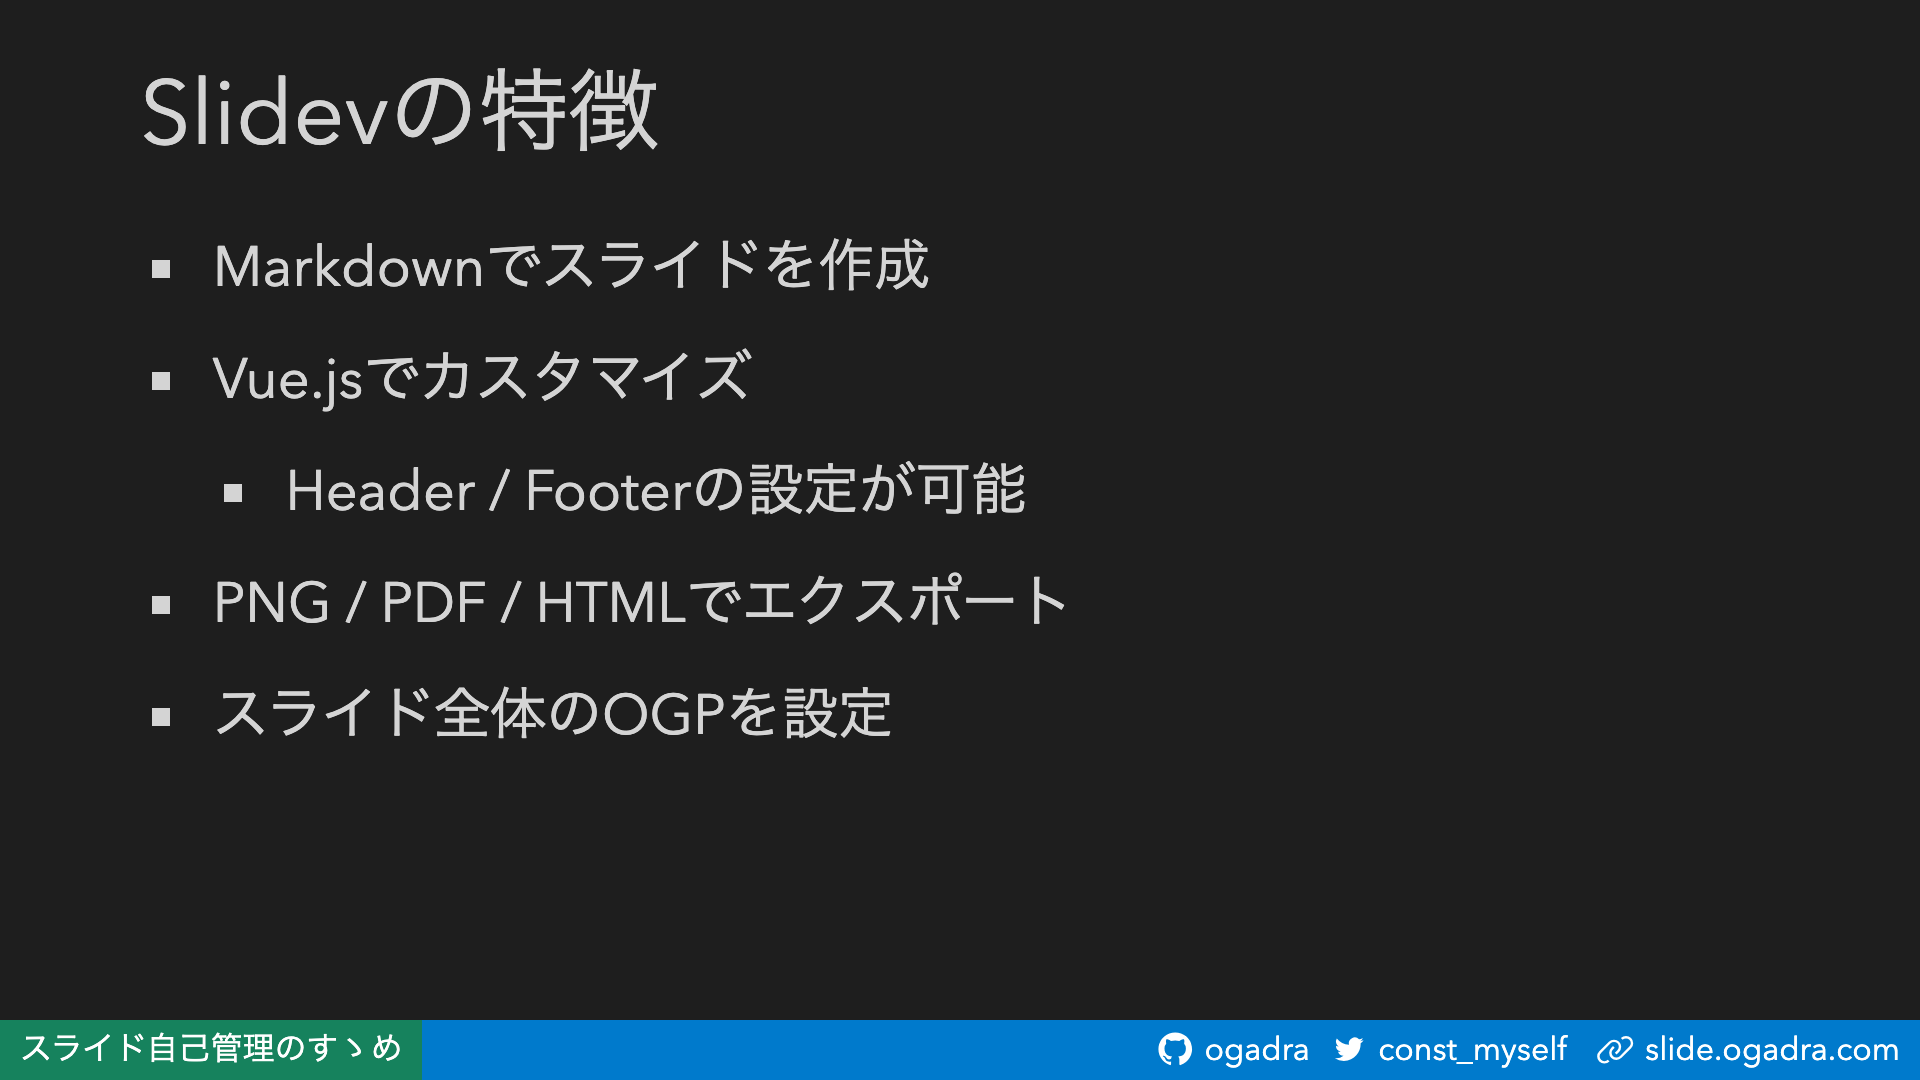 Slidevの特徴
Markdownでスライドを作成
Vue.jsでカスタマイズ
Header / Footerの設定が可能
PNG / PDF / HTMLでエクスポート
スライド全体のOGPを設定
スライド自己管理のすゝめ ogadra const_myself slide.ogadra.com